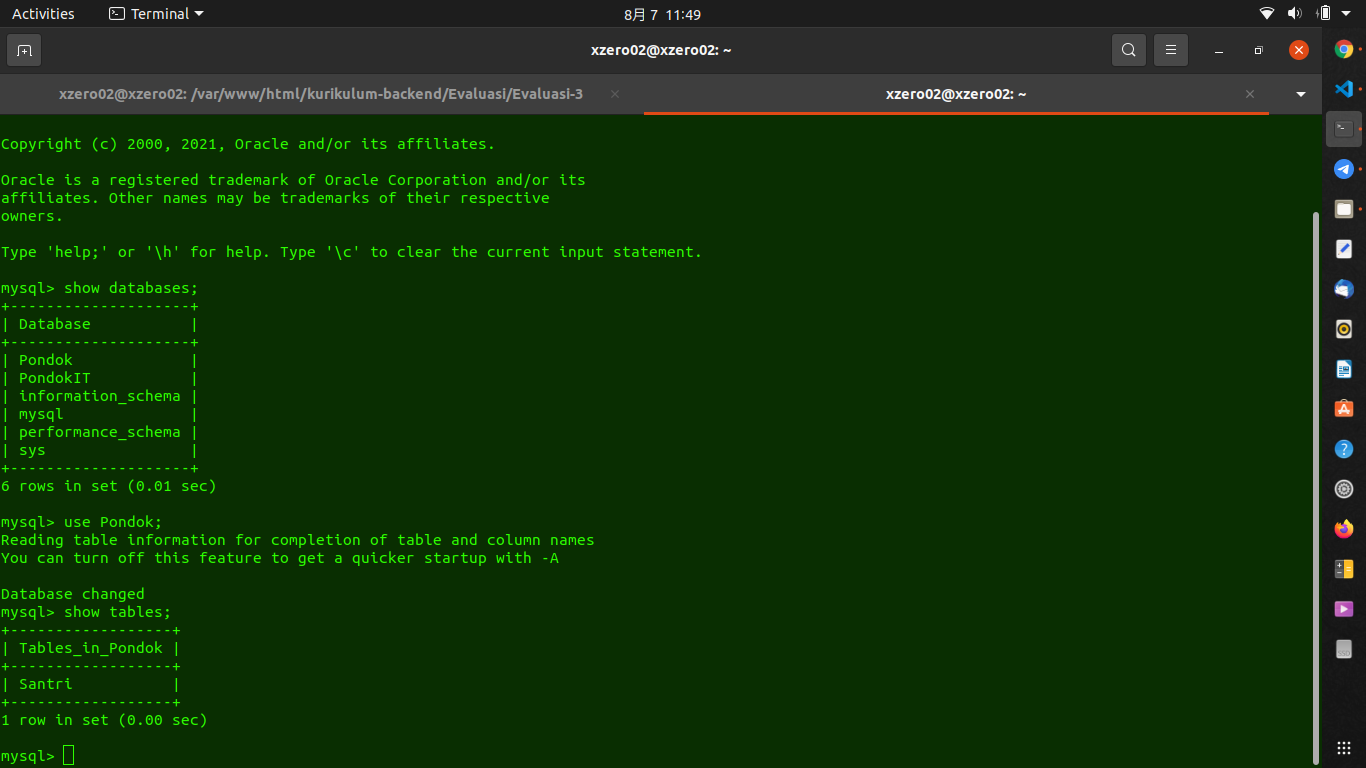 Activities Terminal 8月 7 11:49
xzero02@xzero02: ~
xzero02@xzero02: /var/www/html/kurikulum-backend/Evaluasi/Evaluasi-3 xzero02@xzero02: ~
Copyright (c) 2000, 2021, Oracle and/or its affiliates.
Oracle is a registered trademark of Oracle Corporation and/or its
affiliates. Other names may be trademarks of their respective
owners.
Type 'help;' or '\h' for help. Type '\c' to clear the current input statement.
mysql> show databases;
+--------------------+
| Database           |
+--------------------+
| Pondok             |
| PondokIT           |
| information_schema |
| mysql              |
| performance_schema |
| sys                |
+--------------------+
6 rows in set (0.01 sec)
mysql> use Pondok;
Reading table information for completion of table and column names
You can turn off this feature to get a quicker startup with -A
Database changed
mysql> show tables;
+------------------+
| Tables_in_Pondok |
+------------------+
| Santri           |
+------------------+
1 row in set (0.00 sec)
mysql>